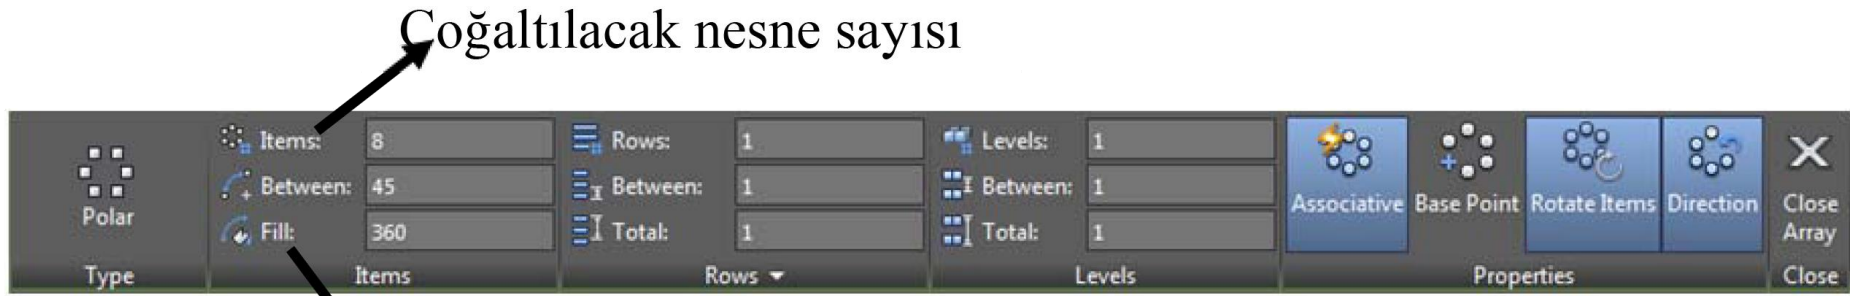 Çoğaltılacak nesne sayısı
Items: 8 Rows: 1 Levels: 1
Between: 45 Between: 1 Between: 1
Fill: 360 Total: 1 Total: 1
Polar
Associative Base Point Rotate Items Direction Close Array
Type Items Rows Levels Properties Close